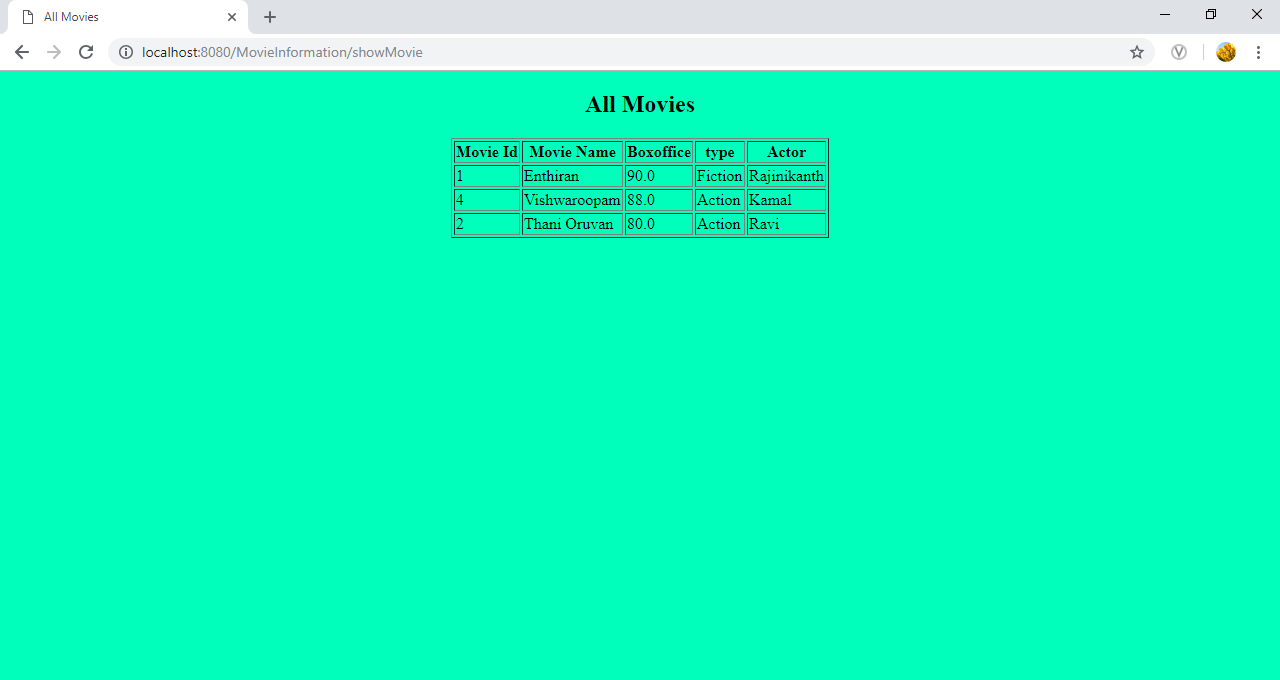 All Movies
localhost:8080/MovieInformation/showMovie
All Movies
Movie Id Movie Name Boxoffice type Actor
1 Enthiran 90.0 Fiction Rajinikanth
4 Vishwaroopam 88.0 Action Kamal
2 Thani Oruvan 80.0 Action Ravi